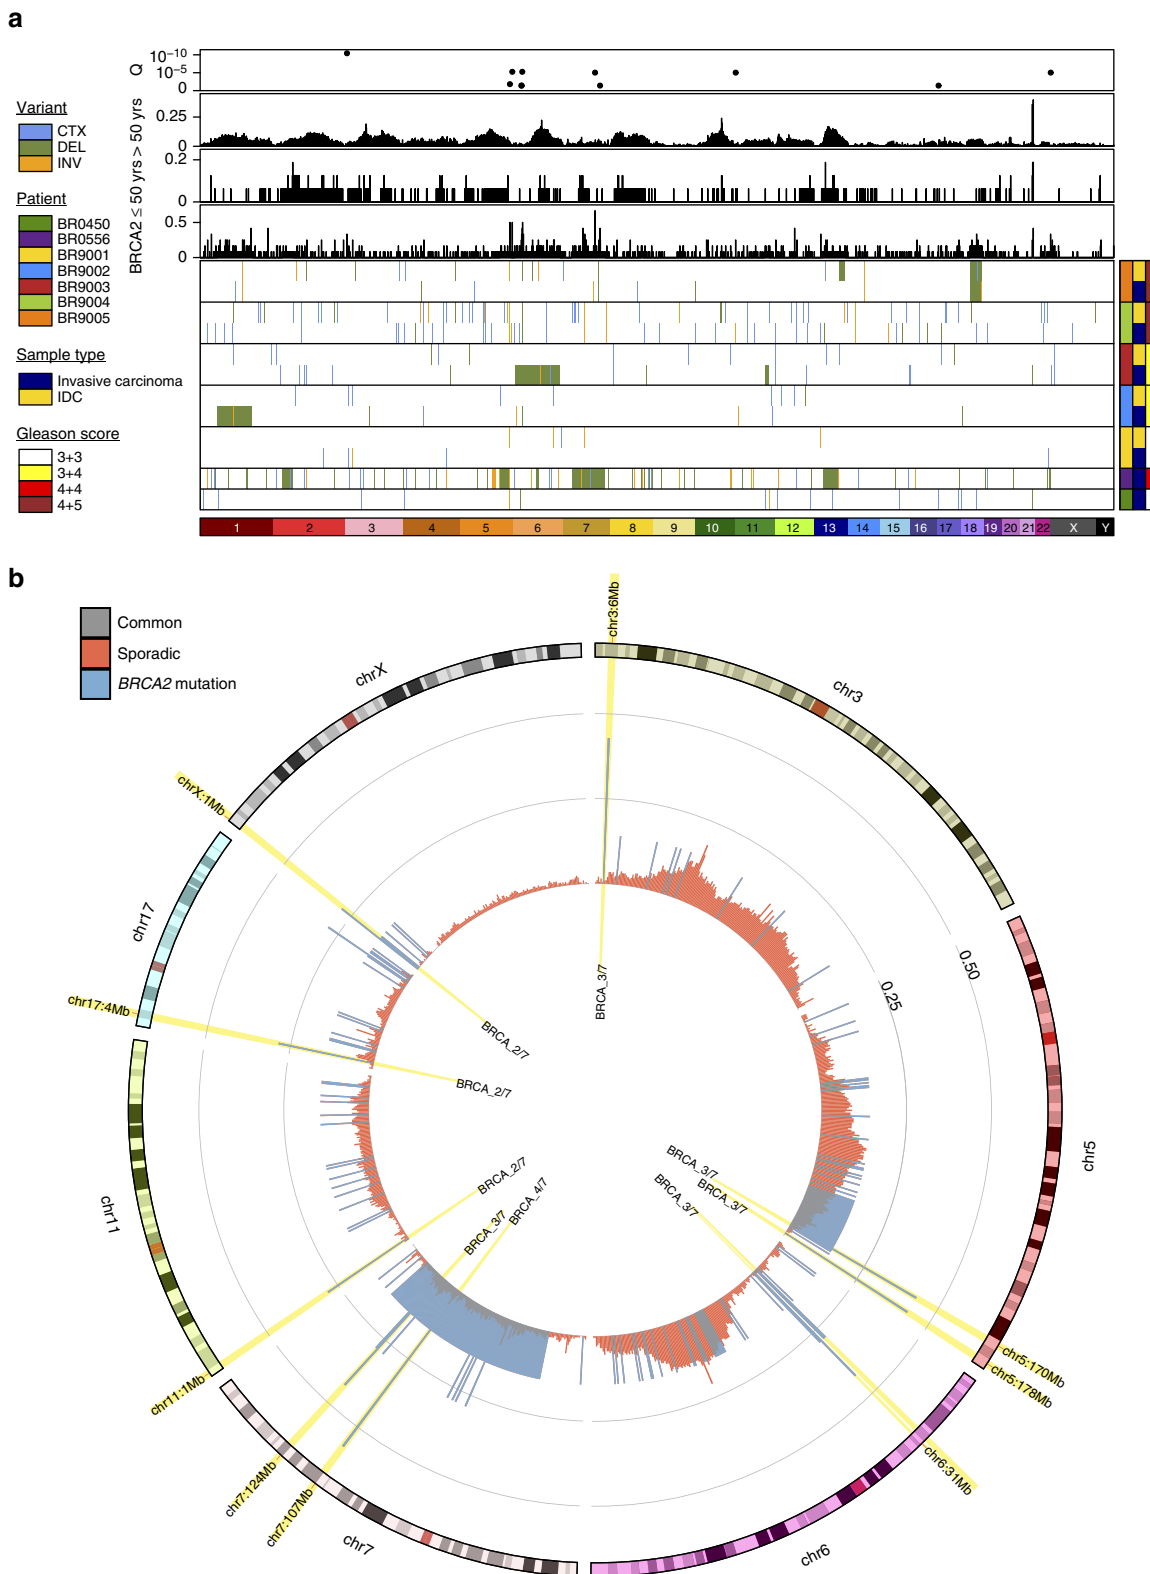 a
Q
10−10
10−5
0
0.25
0
0.2
0
0.5
0
BRCA2 ≤ 50 yrs > 50 yrs
Variant
CTX
DEL
INV
Patient
BR0450
BR0556
BR9001
BR9002
BR9003
BR9004
BR9005
Sample type
Invasive carcinoma
IDC
Gleason score
3+3
3+4
4+4
4+5
1 2 3 4 5 6 7 8 9 10 11 12 13 14 15 16 17 18 19 20 21 22 X Y
b
Common
Sporadic
BRCA2 mutation
chr3:6Mb
chr3
chrX
chrX:1Mb
chr17
chr17:4Mb
0.50
0.25
BRCA_3/7
BRCA_2/7
BRCA_2/7
chr5
chr11
BRCA_2/7
BRCA_4/7
BRCA_3/7
BRCA_3/7
BRCA_3/7
BRCA_3/7
chr5:170Mb
chr5:178Mb
chr11:1Mb
chr6:31Mb
chr7:124Mb
chr7:107Mb
chr7
chr6